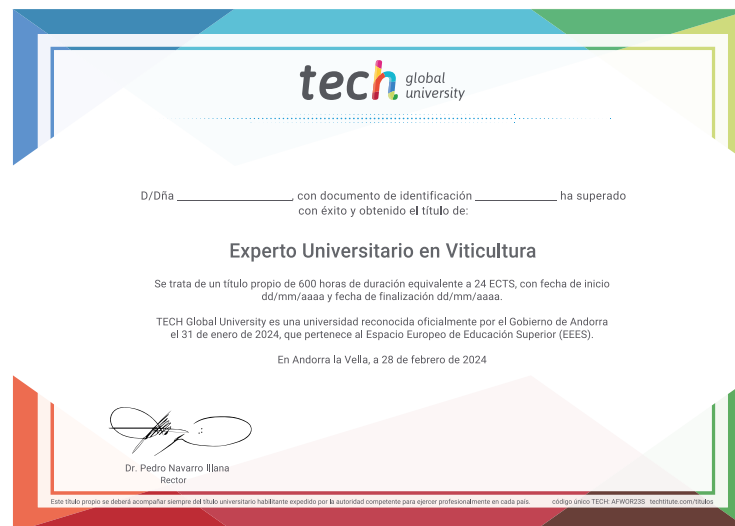 tech global university
D/Dña ____________________, con documento de identificación ______________ ha superado
con éxito y obtenido el título de:
Experto Universitario en Viticultura
Se trata de un título propio de 600 horas de duración equivalente a 24 ECTS, con fecha de inicio
dd/mm/aaaa y fecha de finalización dd/mm/aaaa.
TECH Global University es una universidad reconocida oficialmente por el Gobierno de Andorra
el 31 de enero de 2024, que pertenece al Espacio Europeo de Educación Superior (EEES).
En Andorra la Vella, a 28 de febrero de 2024
Dr. Pedro Navarro Illana
Rector
Este título propio se deberá acompañar siempre del título universitario habilitante expedido por la autoridad competente para ejercer profesionalmente en cada país. código único TECH: AFWOR23S techtitute.com/titulos